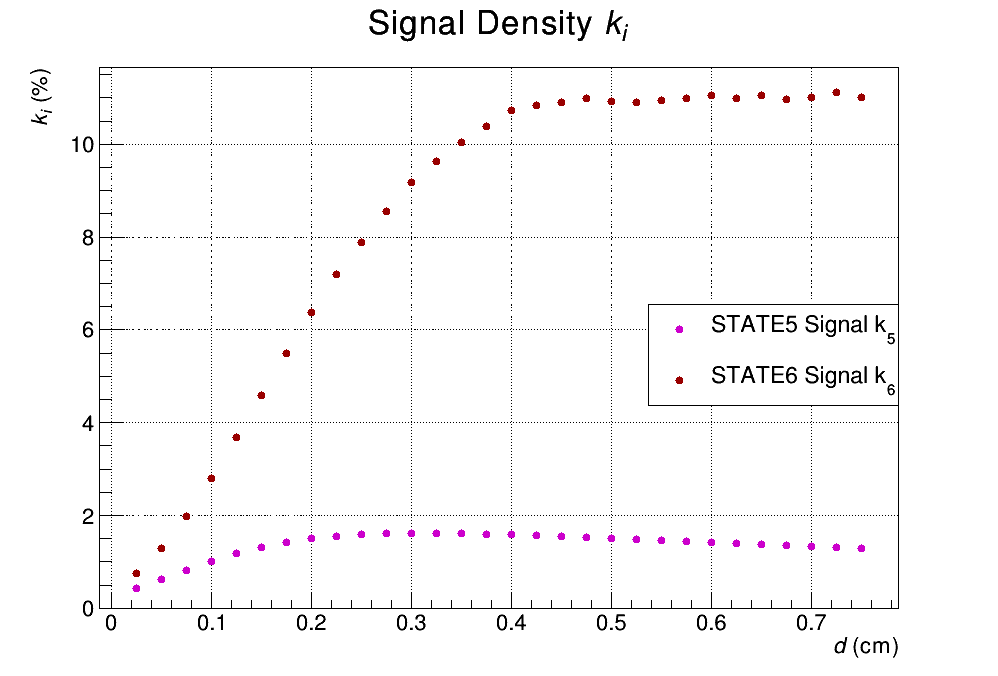 Signal Density k_i
k_i (%)
10
8
6
4
2
0
STATE5 Signal k_5
STATE6 Signal k_6
0 0.1 0.2 0.3 0.4 0.5 0.6 0.7
d (cm)